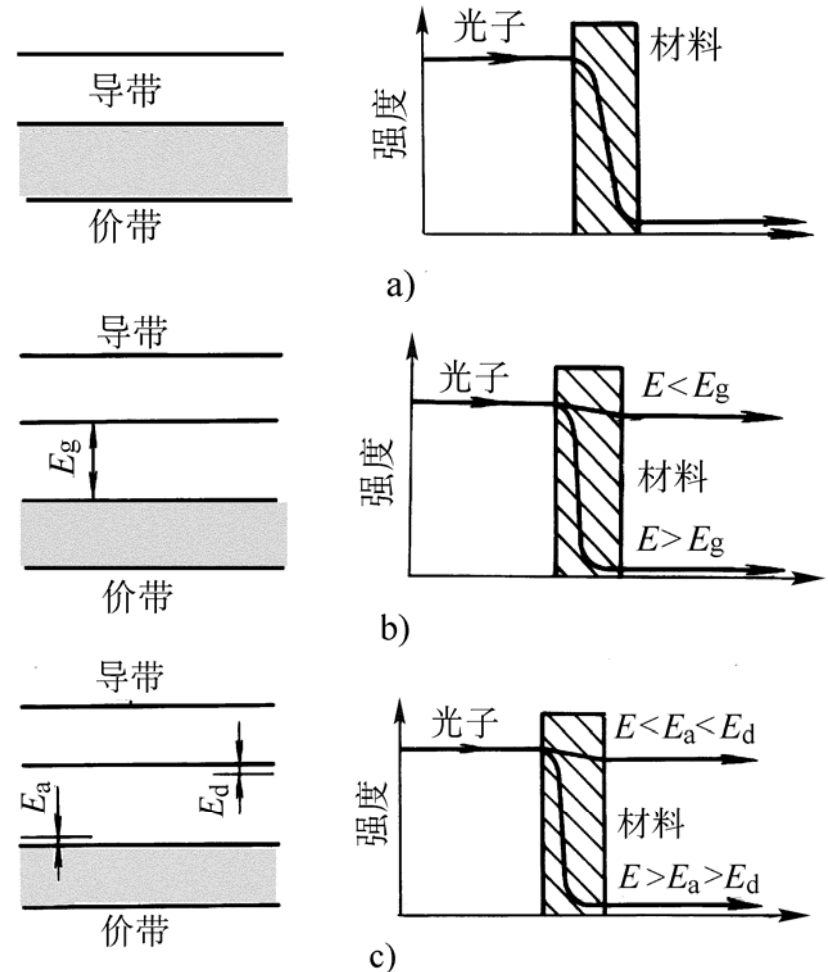 导带
价带
强度
光子
材料
a)
导带
Eg
价带
强度
光子
E<Eg
材料
E>Eg
b)
导带
Ea
Ed
价带
强度
光子
E<Ea<Ed
材料
E>Ea>Ed
c)